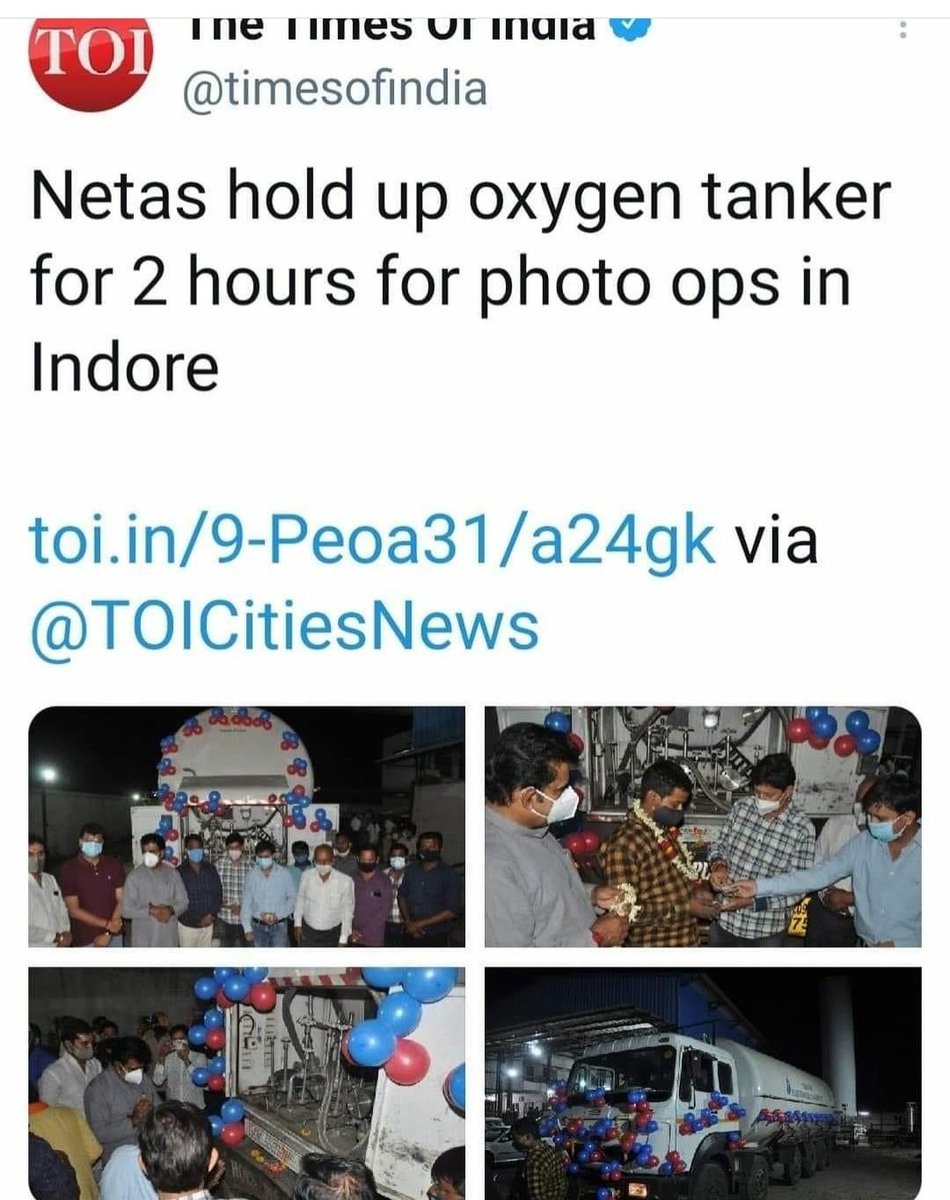 TOI
The Times Of India
@timesofindia
Netas hold up oxygen tanker
for 2 hours for photo ops in
Indore
toi.in/9-Peoa31/a24gk via
@TOICitiesNews